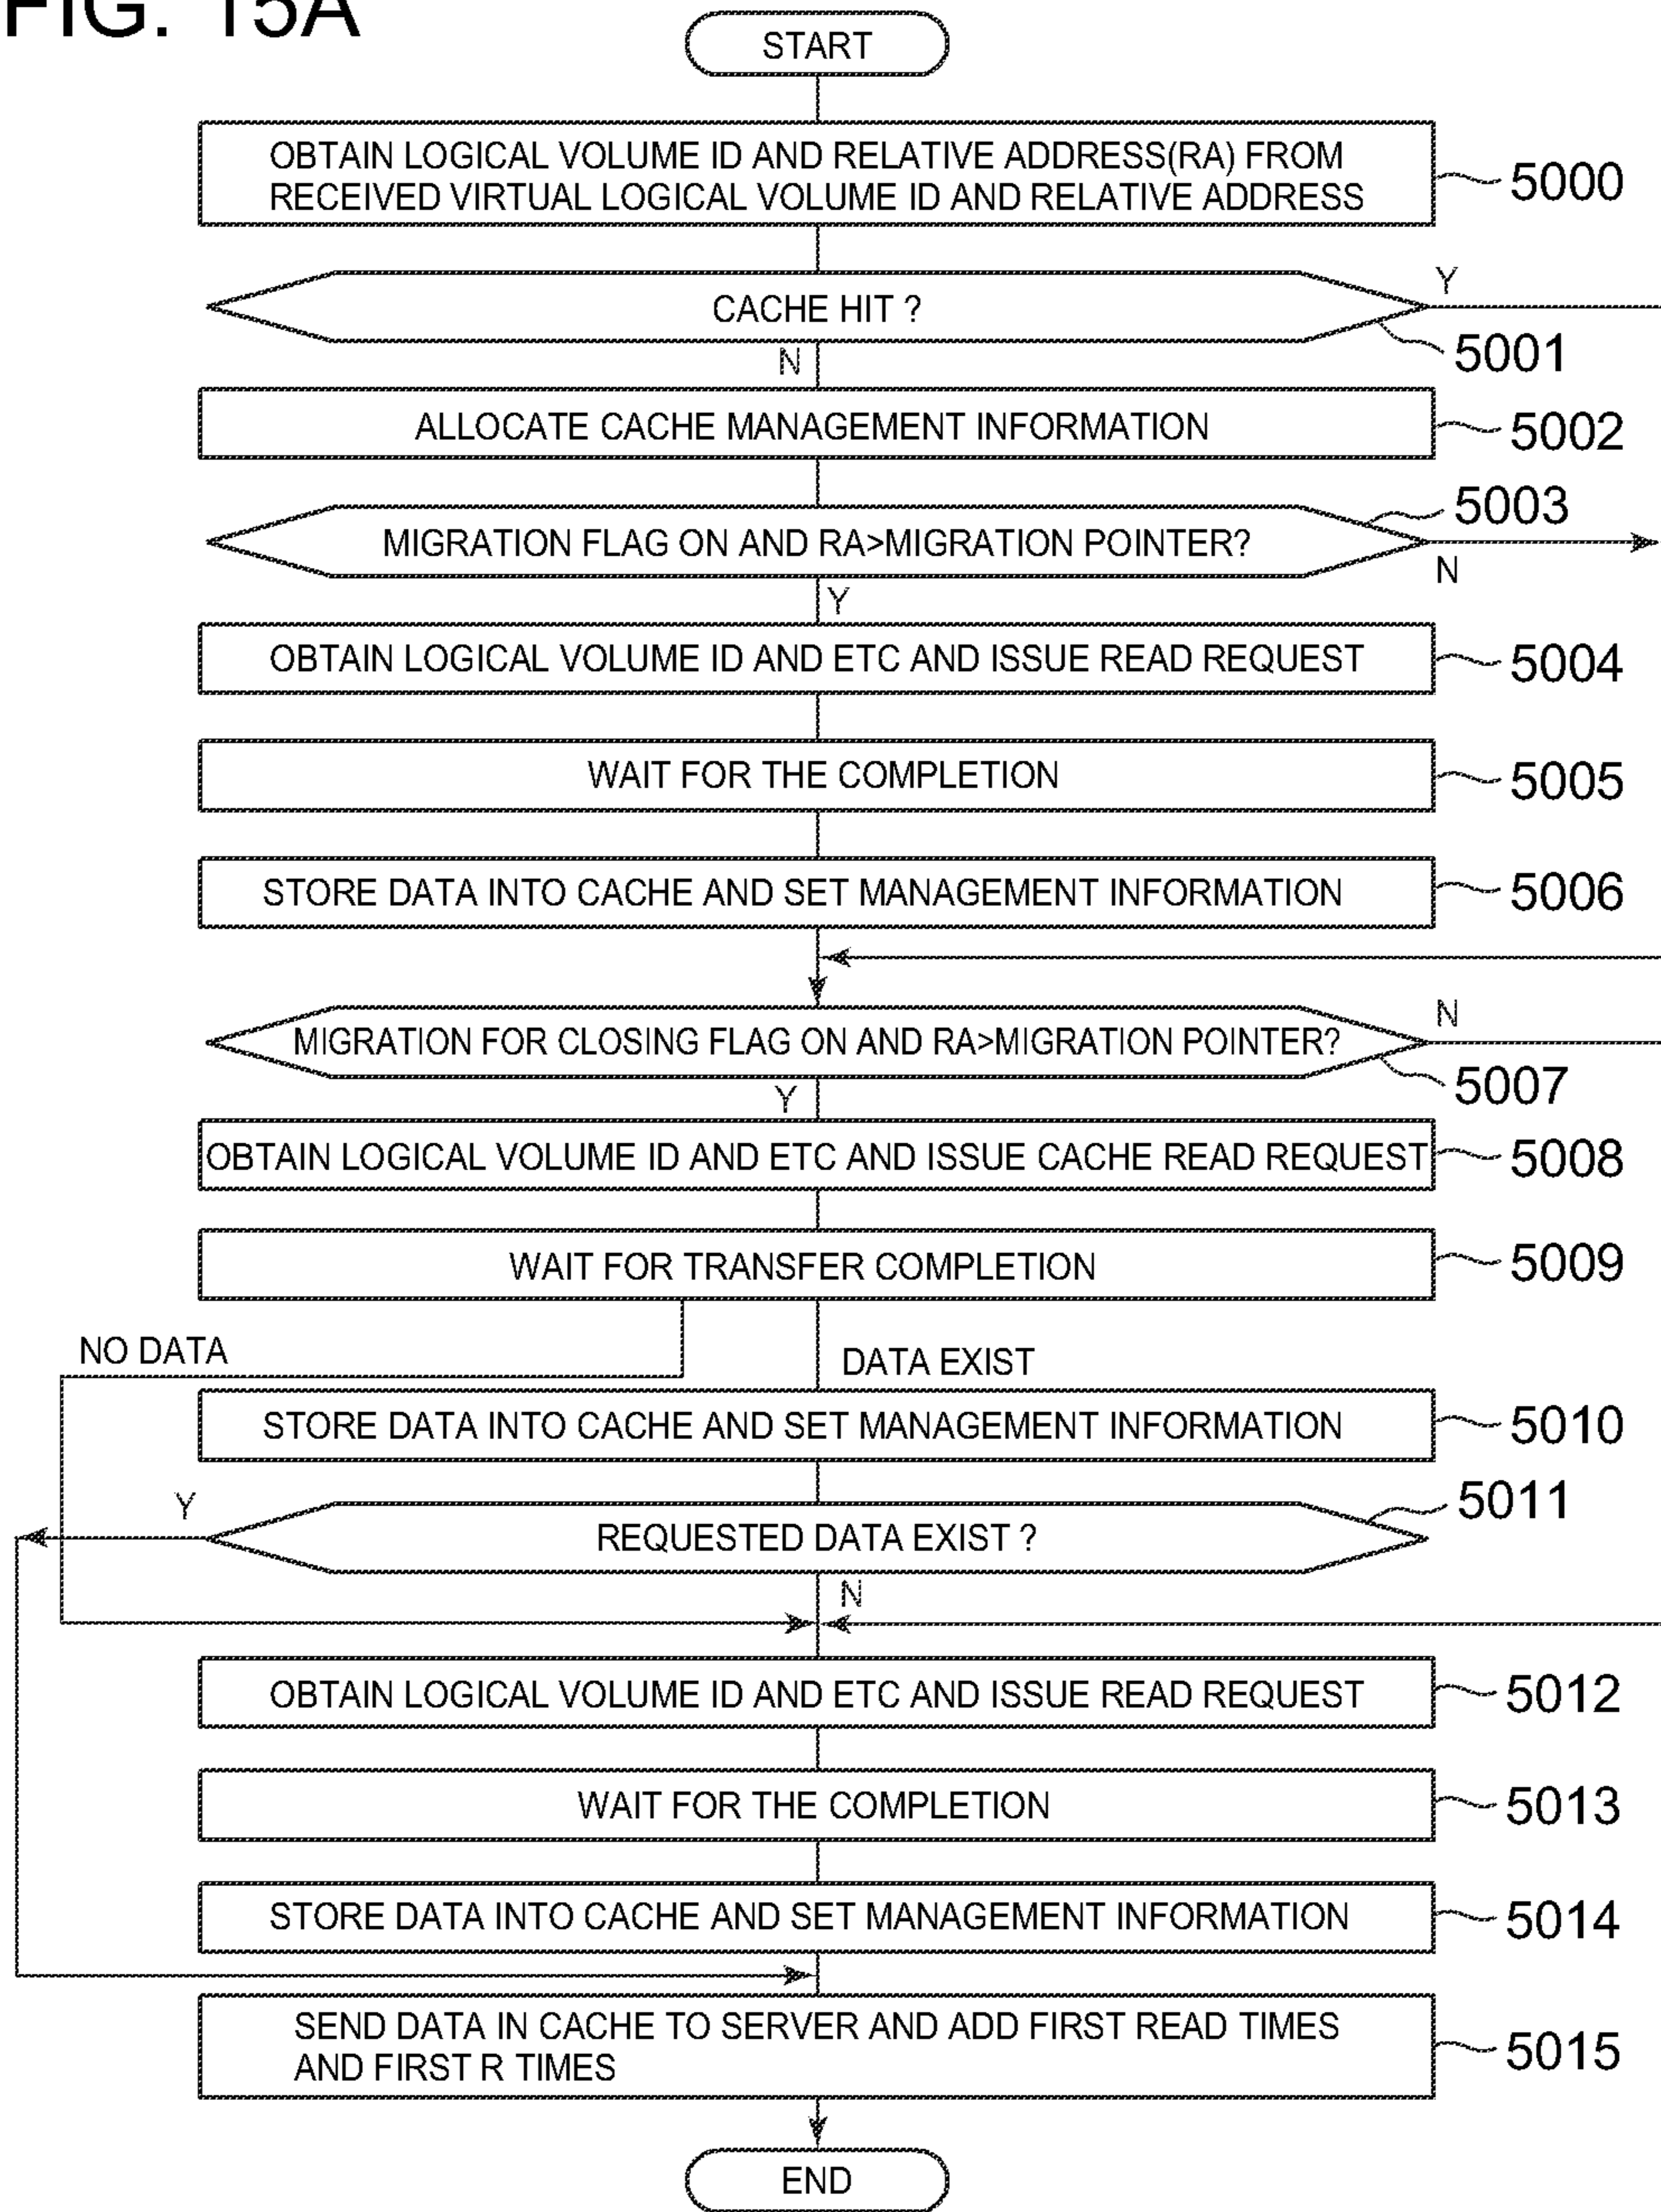 FIG. 15A
START
OBTAIN LOGICAL VOLUME ID AND RELATIVE ADDRESS(RA) FROM
RECEIVED VIRTUAL LOGICAL VOLUME ID AND RELATIVE ADDRESS
5000
CACHE HIT ?
Y
5001
N
ALLOCATE CACHE MANAGEMENT INFORMATION
5002
5003
MIGRATION FLAG ON AND RA>MIGRATION POINTER?
N
Y
OBTAIN LOGICAL VOLUME ID AND ETC AND ISSUE READ REQUEST
5004
WAIT FOR THE COMPLETION
5005
STORE DATA INTO CACHE AND SET MANAGEMENT INFORMATION
5006
N
MIGRATION FOR CLOSING FLAG ON AND RA>MIGRATION POINTER?
5007
Y
OBTAIN LOGICAL VOLUME ID AND ETC AND ISSUE CACHE READ REQUEST
5008
WAIT FOR TRANSFER COMPLETION
5009
NO DATA
DATA EXIST
STORE DATA INTO CACHE AND SET MANAGEMENT INFORMATION
5010
5011
Y
REQUESTED DATA EXIST ?
N
OBTAIN LOGICAL VOLUME ID AND ETC AND ISSUE READ REQUEST
5012
WAIT FOR THE COMPLETION
5013
STORE DATA INTO CACHE AND SET MANAGEMENT INFORMATION
5014
SEND DATA IN CACHE TO SERVER AND ADD FIRST READ TIMES
AND FIRST R TIMES
5015
END